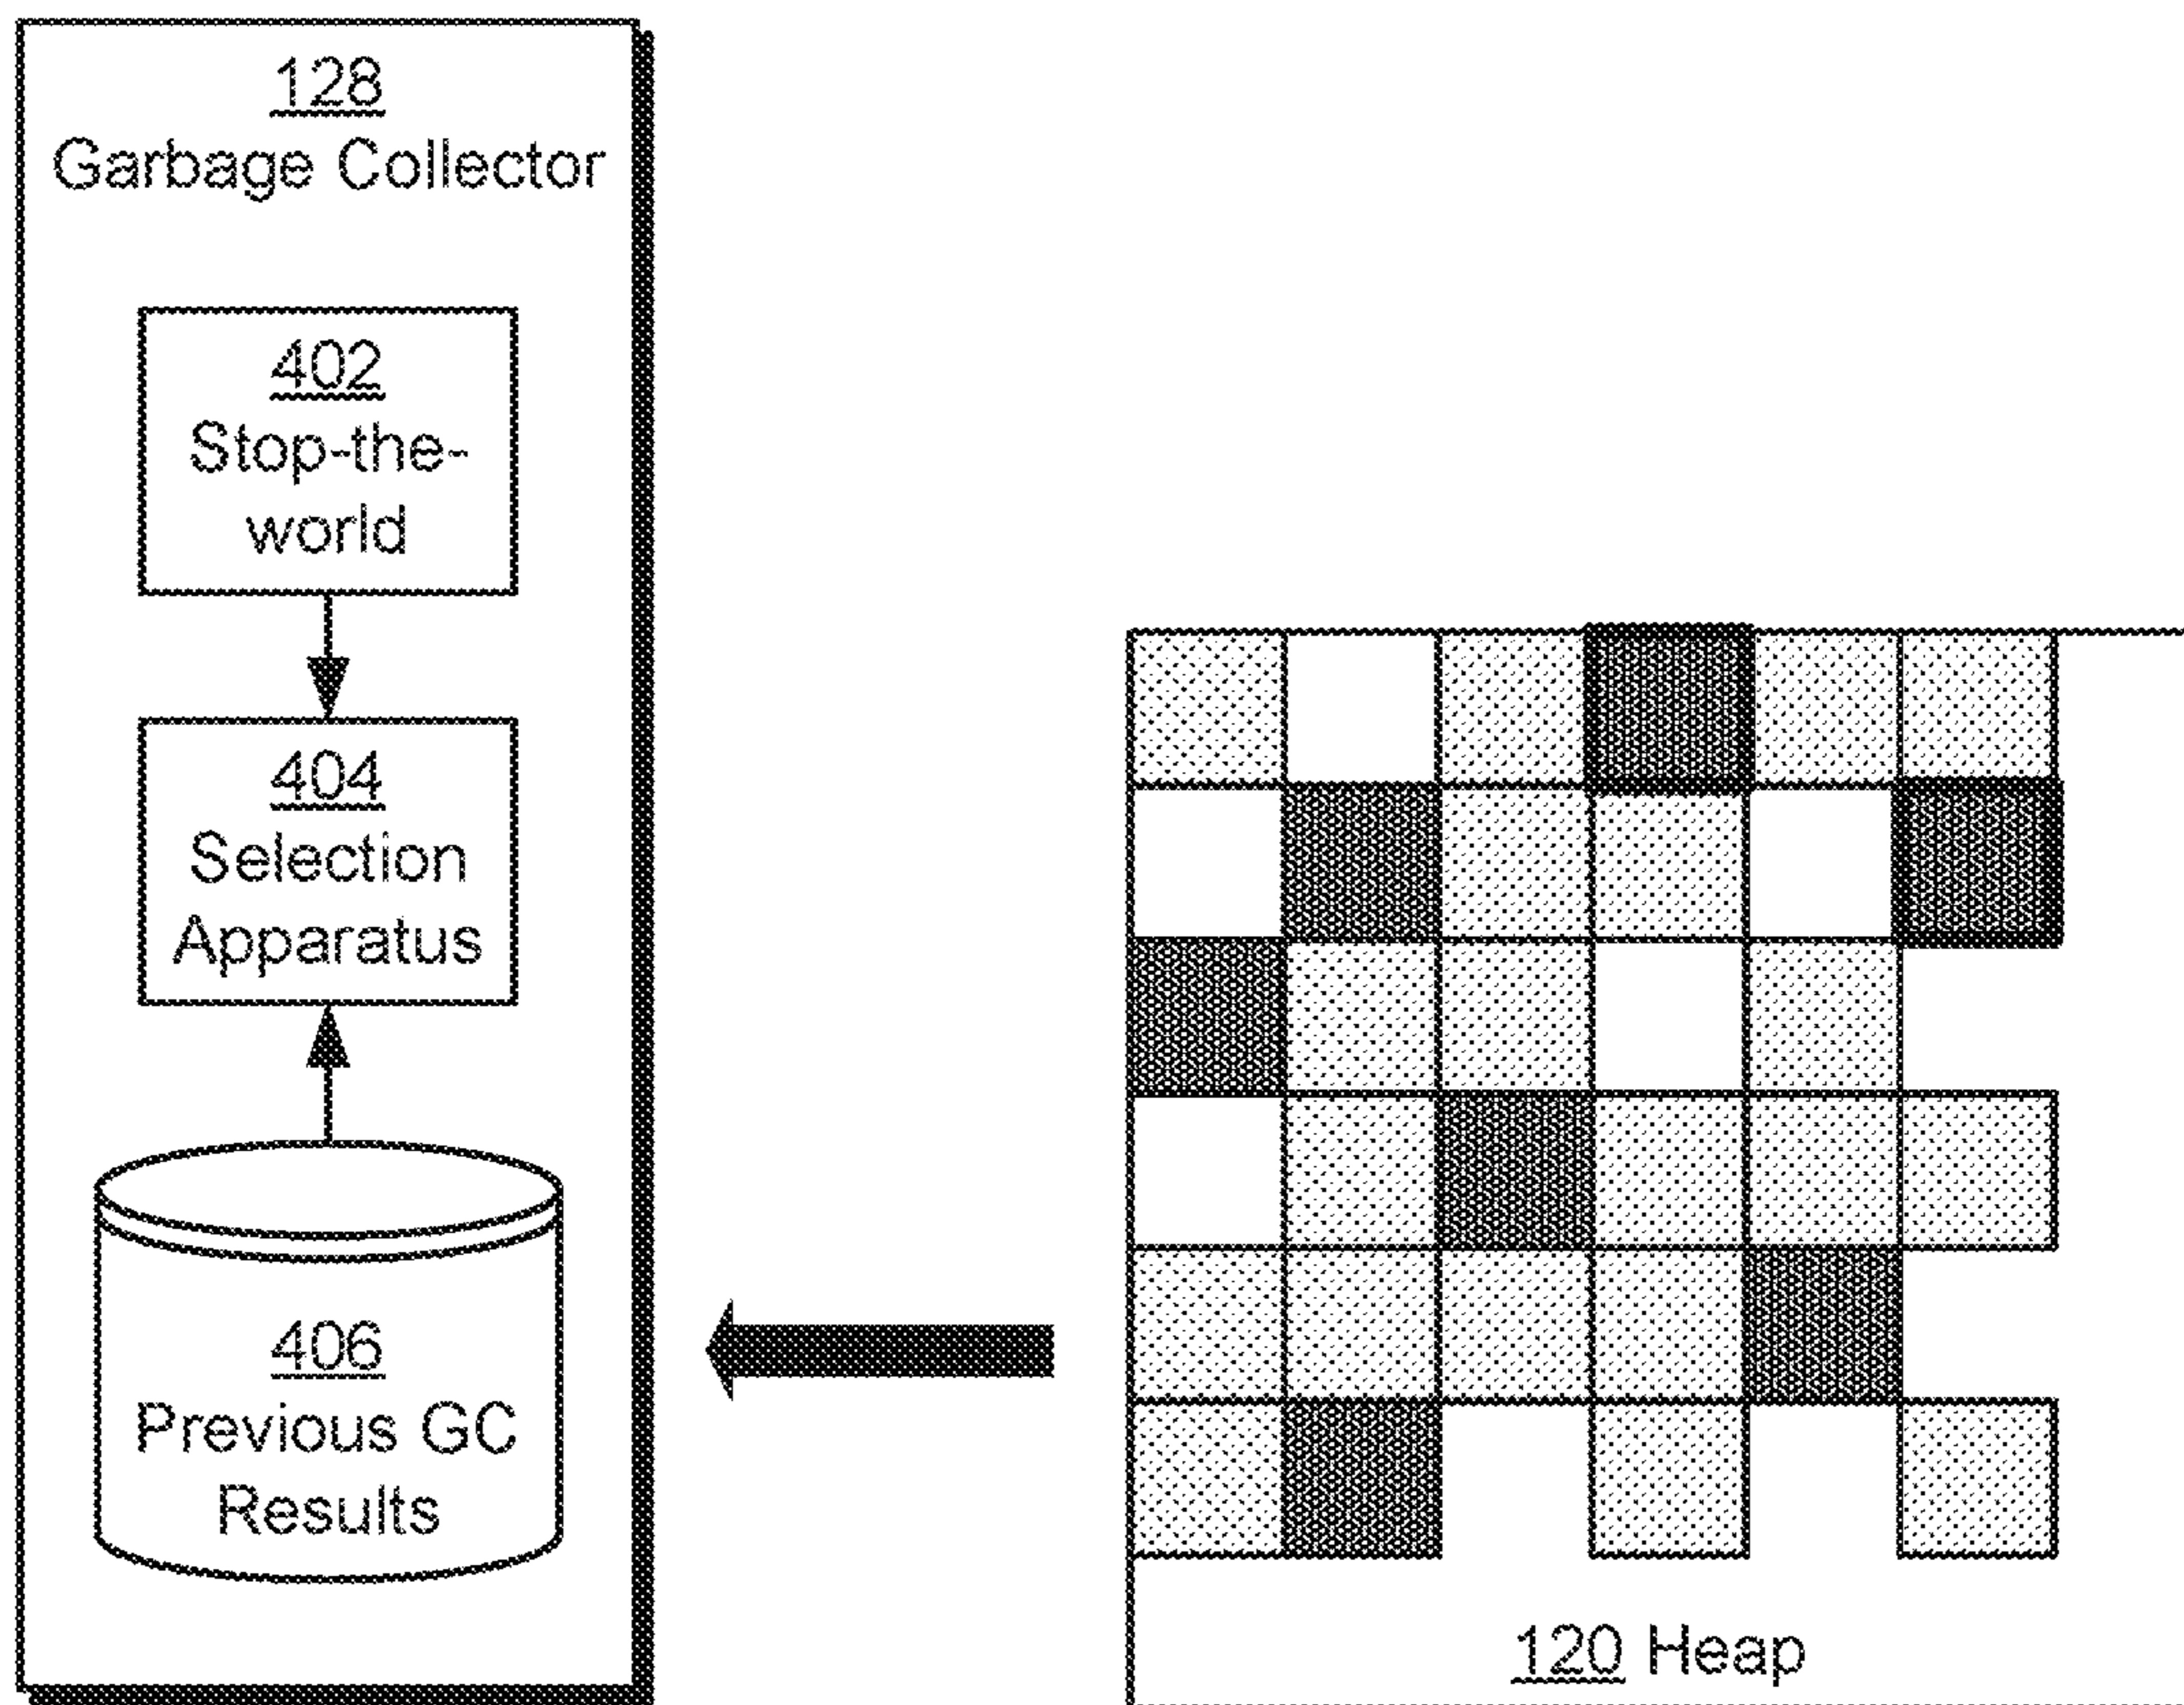 128
Garbage Collector
402
Stop-the-
world
404
Selection
Apparatus
406
Previous GC
Results
120 Heap